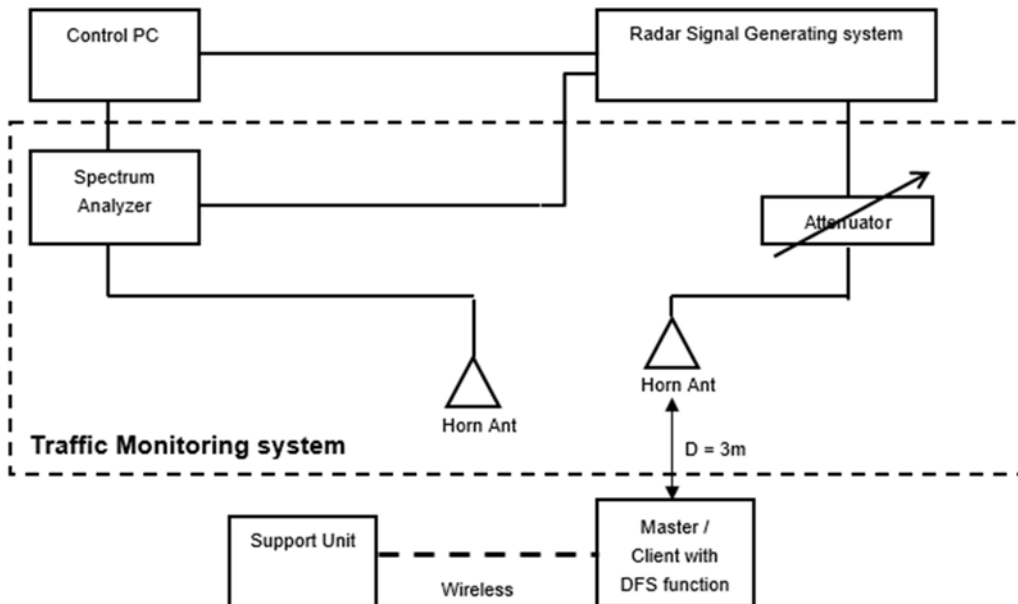 Control PC
Radar Signal Generating system
Spectrum
Analyzer
Attenuator
Horn Ant
Horn Ant
Traffic Monitoring system
D = 3m
Support Unit
Wireless
Master /
Client with
DFS function